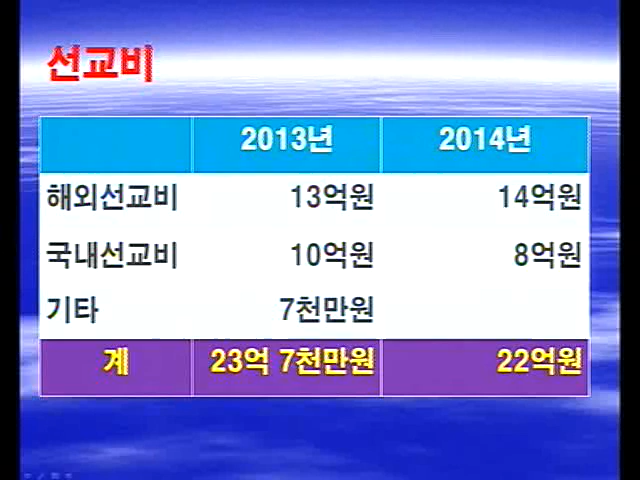 선교비
2013년 2014년
해외선교비 13억원 14억원
국내선교비 10억원 8억원
기타 7천만원
계 23억 7천만원 22억원